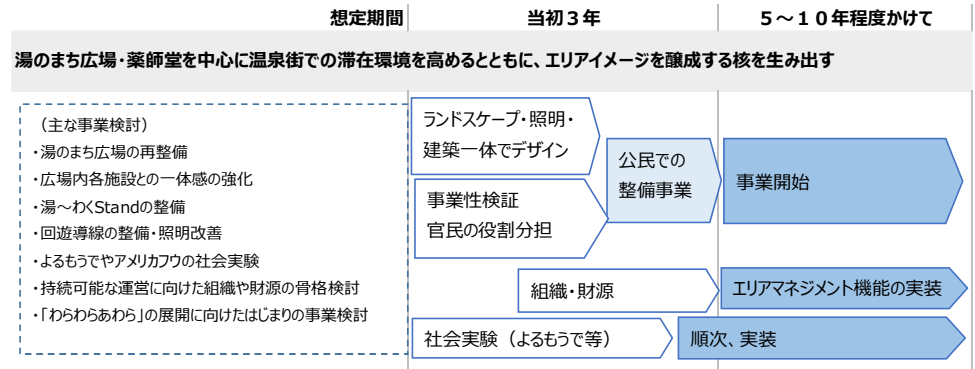 想定期間
当初３年
５～１０年程度かけて
湯のまち広場・薬師堂を中心に温泉街での滞在環境を高めるとともに、エリアイメージを醸成する核を生み出す
（主な事業検討）
・湯のまち広場の再整備
・広場内各施設との一体感の強化
・湯～わくStandの整備
・回遊導線の整備・照明改善
・よるもうでやアメリカフウの社会実験
・持続可能な運営に向けた組織や財源の骨格検討
・「わらわらあわら」の展開に向けたはじまりの事業検討
ランドスケープ・照明・
建築一体でデザイン
事業性検証
官民の役割分担
公民での
整備事業
事業開始
組織・財源
エリアマネジメント機能の実装
社会実験（よるもうで等）
順次、実装